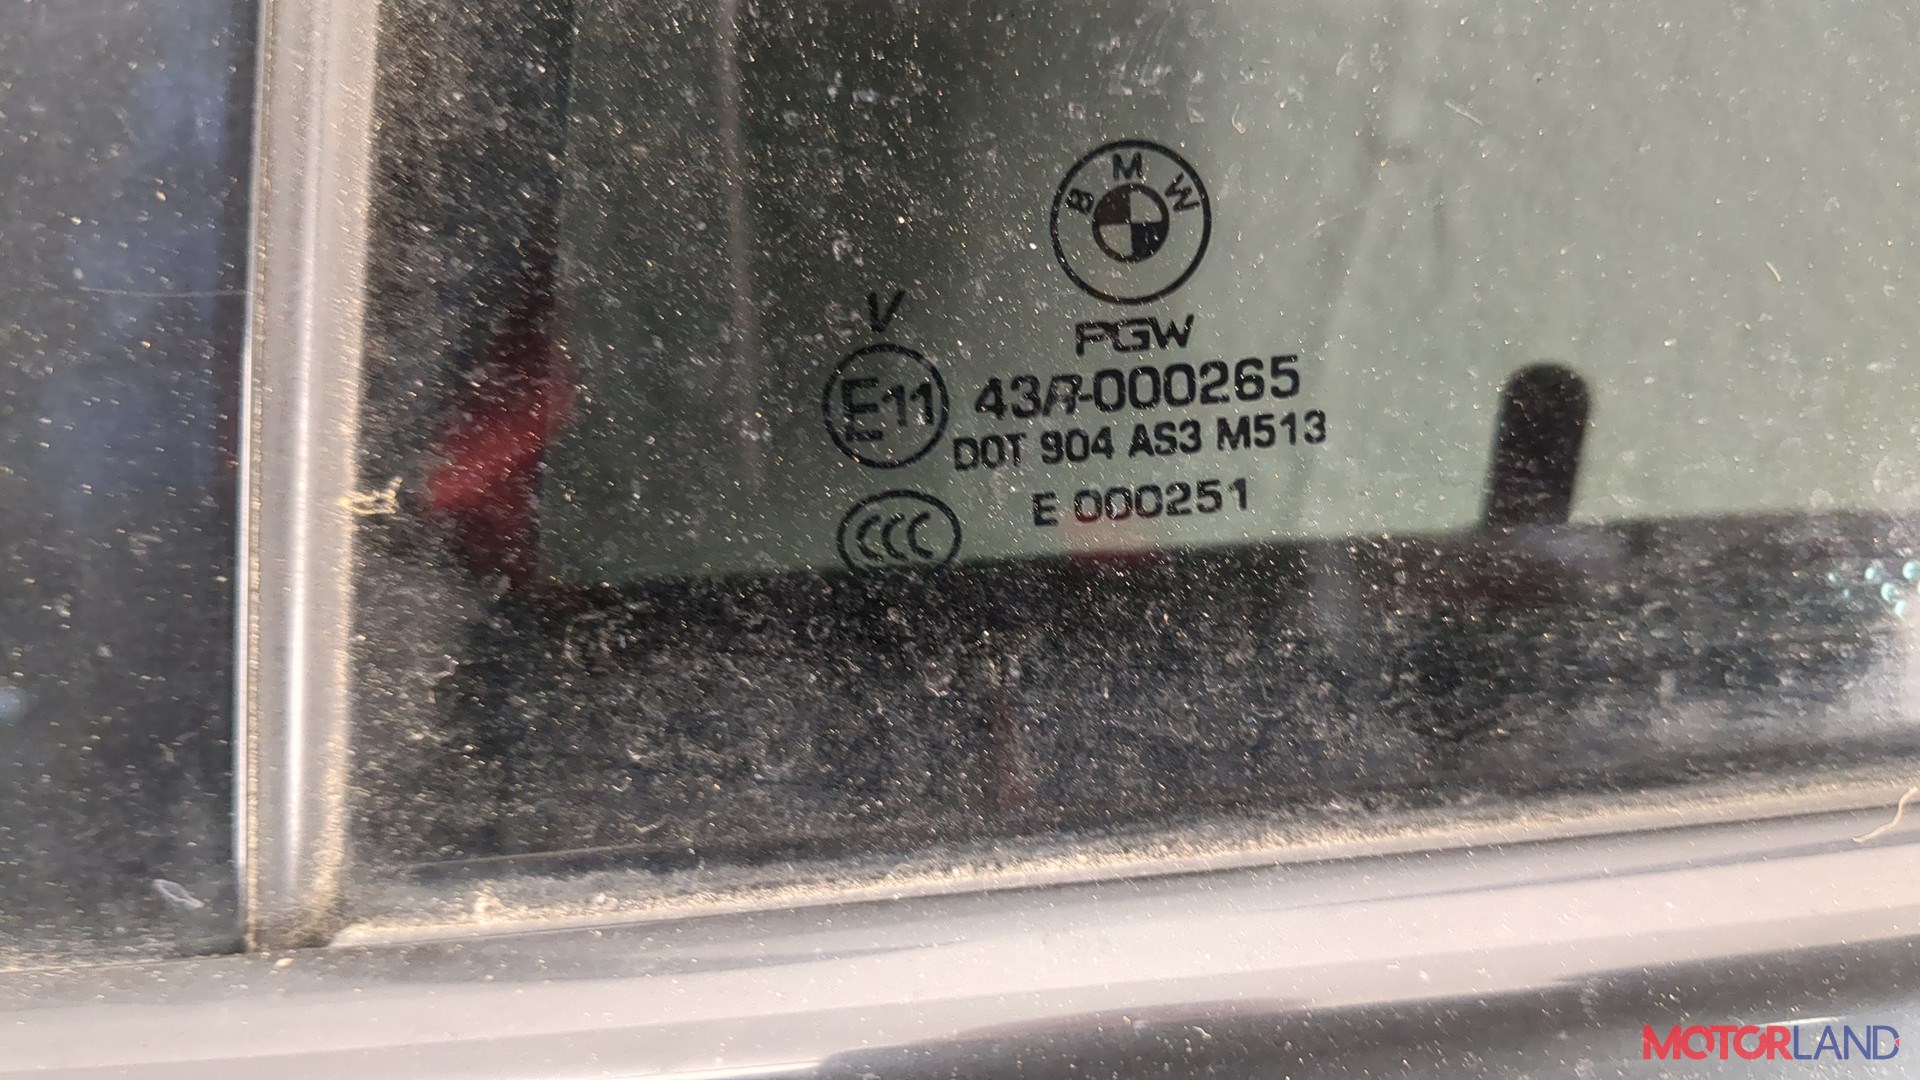 BMW
V
PGW
E11 43R-000265
DOT 904 AS3 M513
E 000251
CCC
MOTORLAND